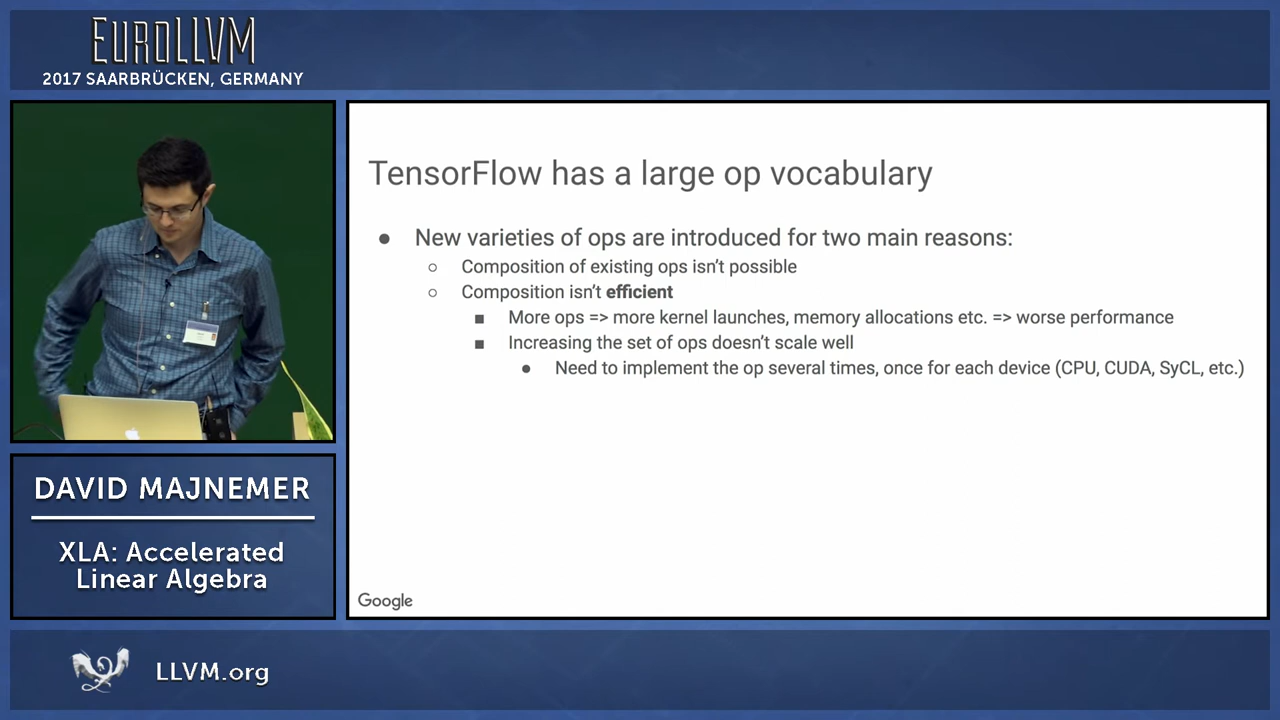 EuroLLVM
2017 SAARBRÜCKEN, GERMANY
TensorFlow has a large op vocabulary
● New varieties of ops are introduced for two main reasons:
○ Composition of existing ops isn't possible
○ Composition isn't efficient
■ More ops => more kernel launches, memory allocations etc. => worse performance
■ Increasing the set of ops doesn't scale well
● Need to implement the op several times, once for each device (CPU, CUDA, SyCL, etc.)
Google
DAVID MAJNEMER
XLA: Accelerated
Linear Algebra
LLVM.org